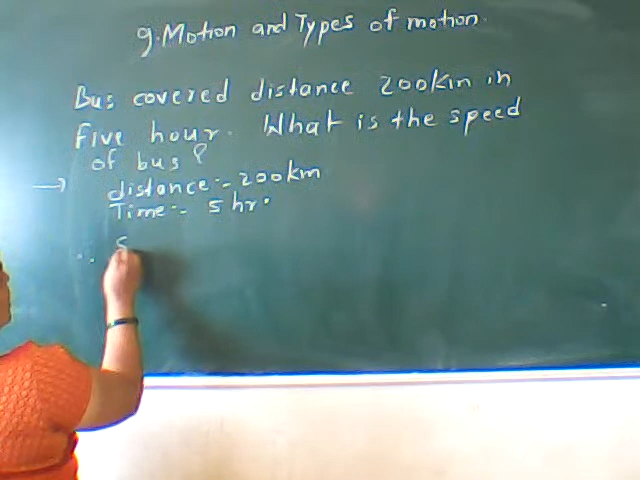 9. Motion and Types of motion.
Bus covered distance 200km in
Five hour. What is the speed
of bus?
→ distance:- 200km
Time:- 5 hr.
∴ S